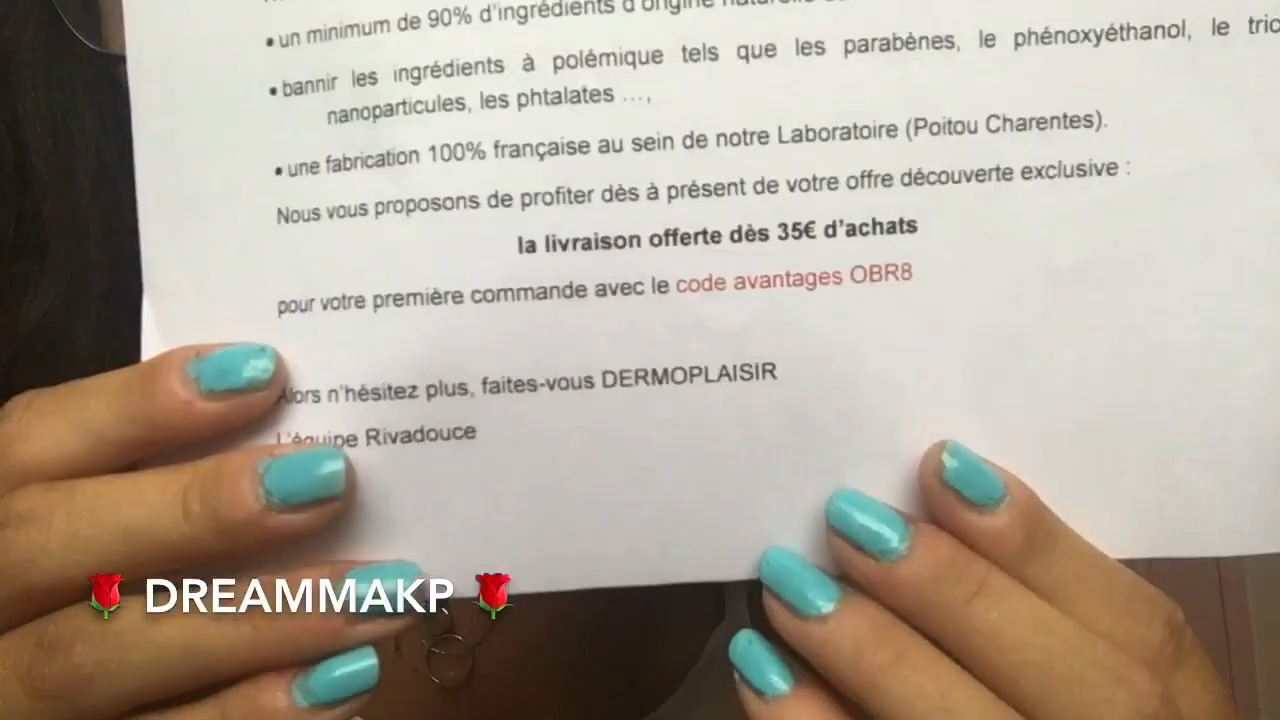 • un minimum de 90% d'ingrédients d'origine naturelle
• bannir les ingrédients à polémique tels que les parabènes, le phénoxyéthanol, le
nanoparticules, les phtalates ...,
• une fabrication 100% française au sein de notre Laboratoire (Poitou Charentes).
Nous vous proposons de profiter dès à présent de votre offre découverte exclusive :
la livraison offerte dès 35€ d'achats
pour votre première commande avec le code avantages OBR8
Alors n'hésitez plus, faites-vous DERMOPLAISIR
L'équipe Rivadouce
🌹 DREAMMAKP 🌹